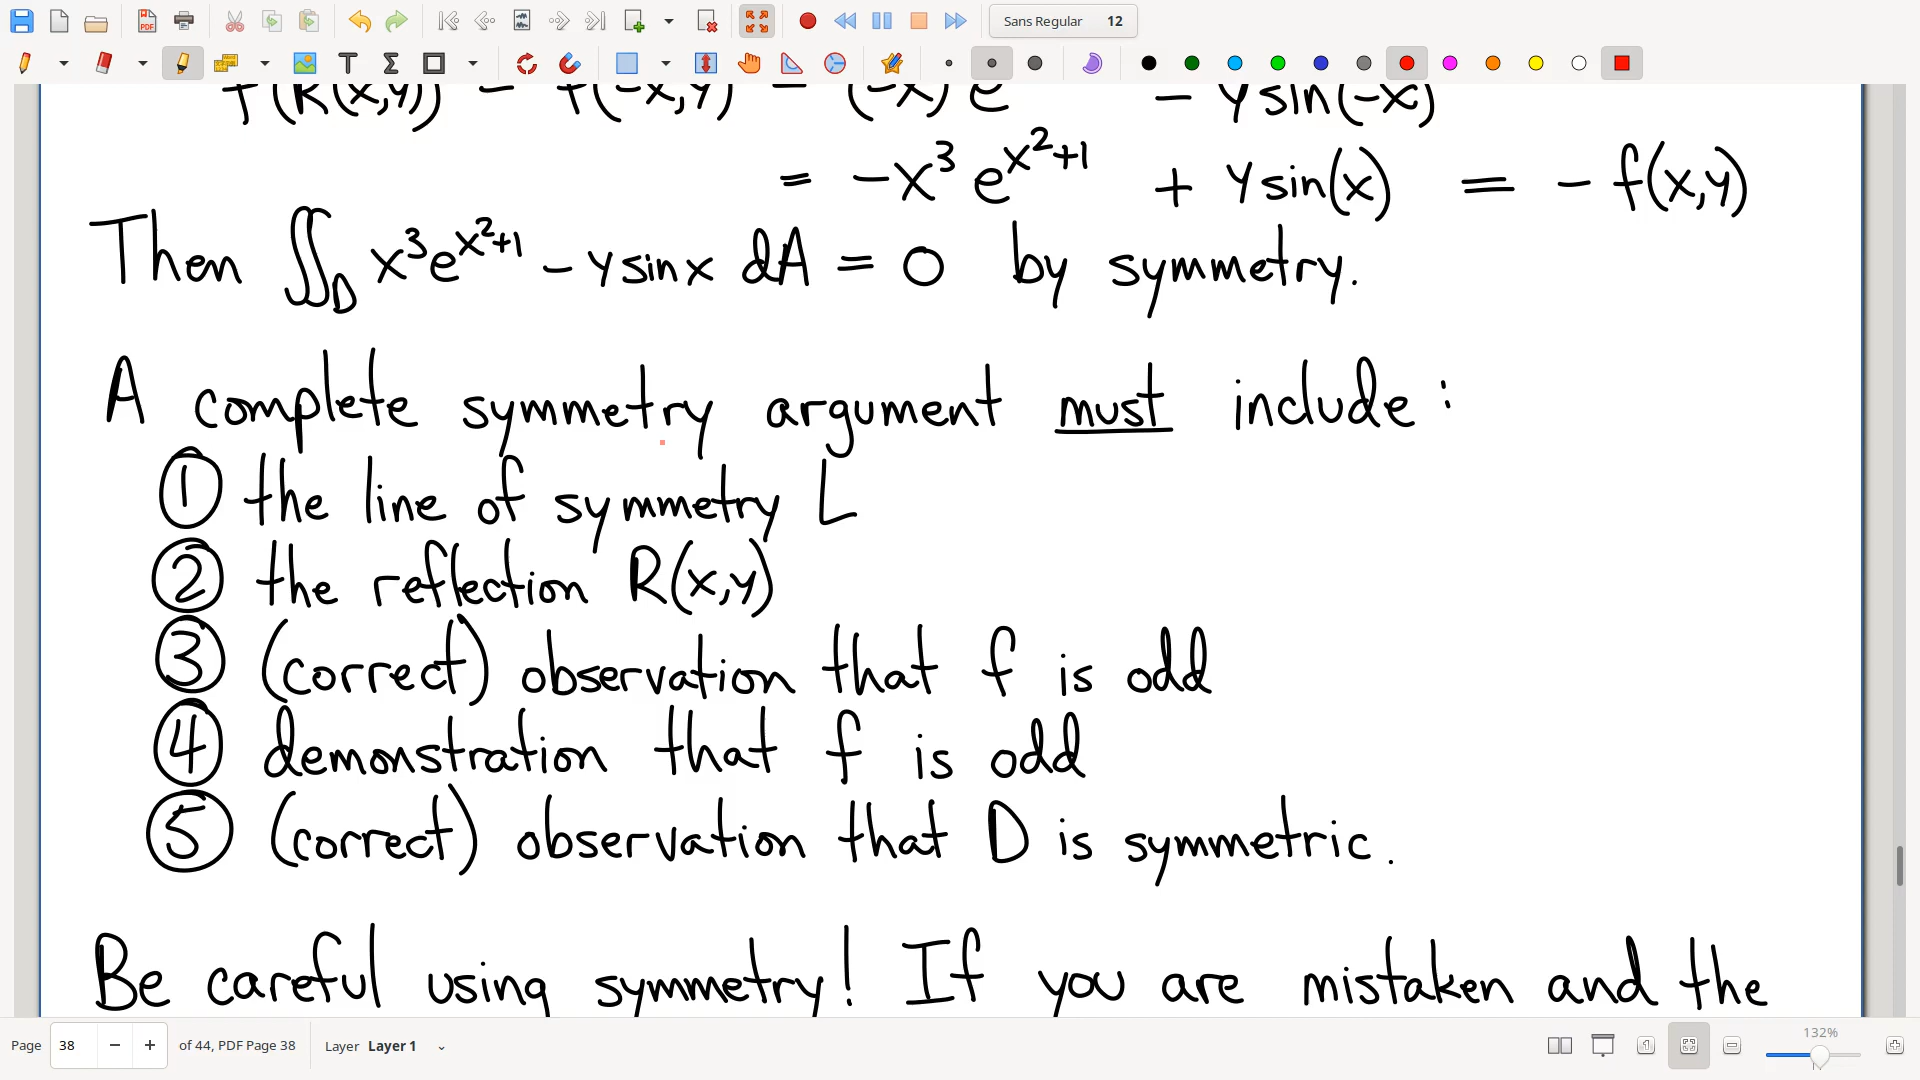 Sans Regular 12
f(R(x,y)) = f(-x,y) = (-x) e - y sin(-x)
= -x³ e^(x²+1) + y sin(x) = - f(x,y)
Then ∬_D x³e^(x²+1) - y sin x dA = 0 by symmetry.
A complete symmetry argument must include :
① the line of symmetry L
② the reflection R(x,y)
③ (correct) observation that f is odd
④ demonstration that f is odd
⑤ (correct) observation that D is symmetric.
Be careful using symmetry! If you are mistaken and the
Page 38 of 44, PDF Page 38 Layer Layer 1 132%